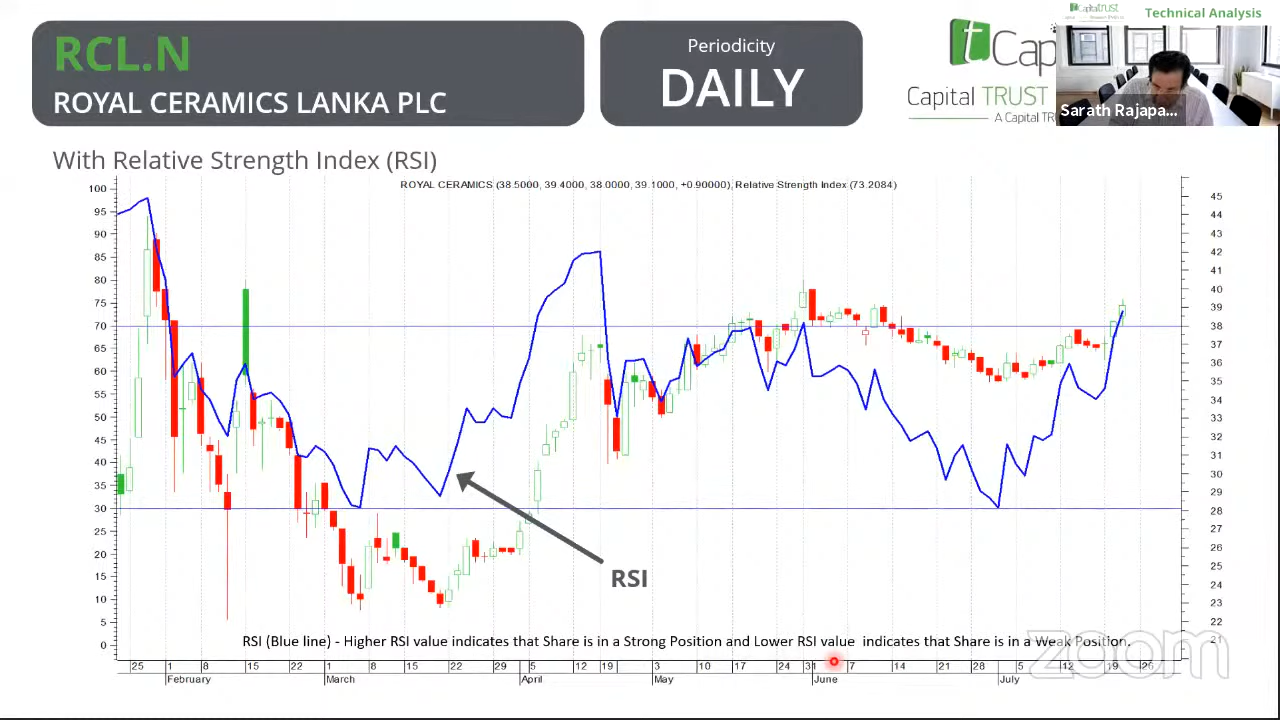 RCL.N
ROYAL CERAMICS LANKA PLC
Periodicity
DAILY
tCap
Capital TRUST
A Capital TR
CapitalTRUST
Technical Analysis
Sarath Rajapa...
With Relative Strength Index (RSI)
ROYAL CERAMICS (38.5000, 39.4000, 38.0000, 39.1000, +0.90000), Relative Strength Index (73.2084)
100
95
90
85
80
75
70
65
60
55
50
45
40
35
30
25
20
15
10
5
0
45
44
43
42
41
40
39
38
37
36
35
34
33
32
31
30
29
28
27
26
25
24
23
22
21
RSI
RSI (Blue line) - Higher RSI value indicates that Share is in a Strong Position and Lower RSI value indicates that Share is in a Weak Position.
25 1 8 15 22 1 8 15 22 29 5 12 19 3 10 17 24 31 7 14 21 28 5 12 19 26
February March April May June July
zoom